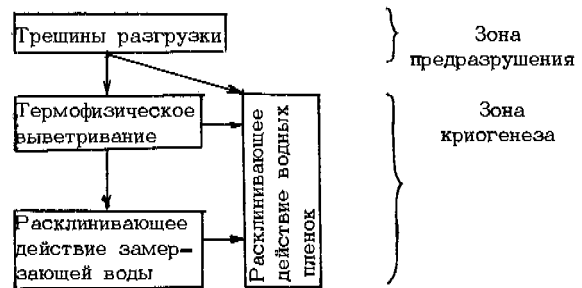 Трещины разгрузки
Зона
предразрушения
Термофизическое
выветривание
Расклинивающее
действие водных
пленок
Зона
криогенеза
Расклинивающее
действие замер-
зающей воды